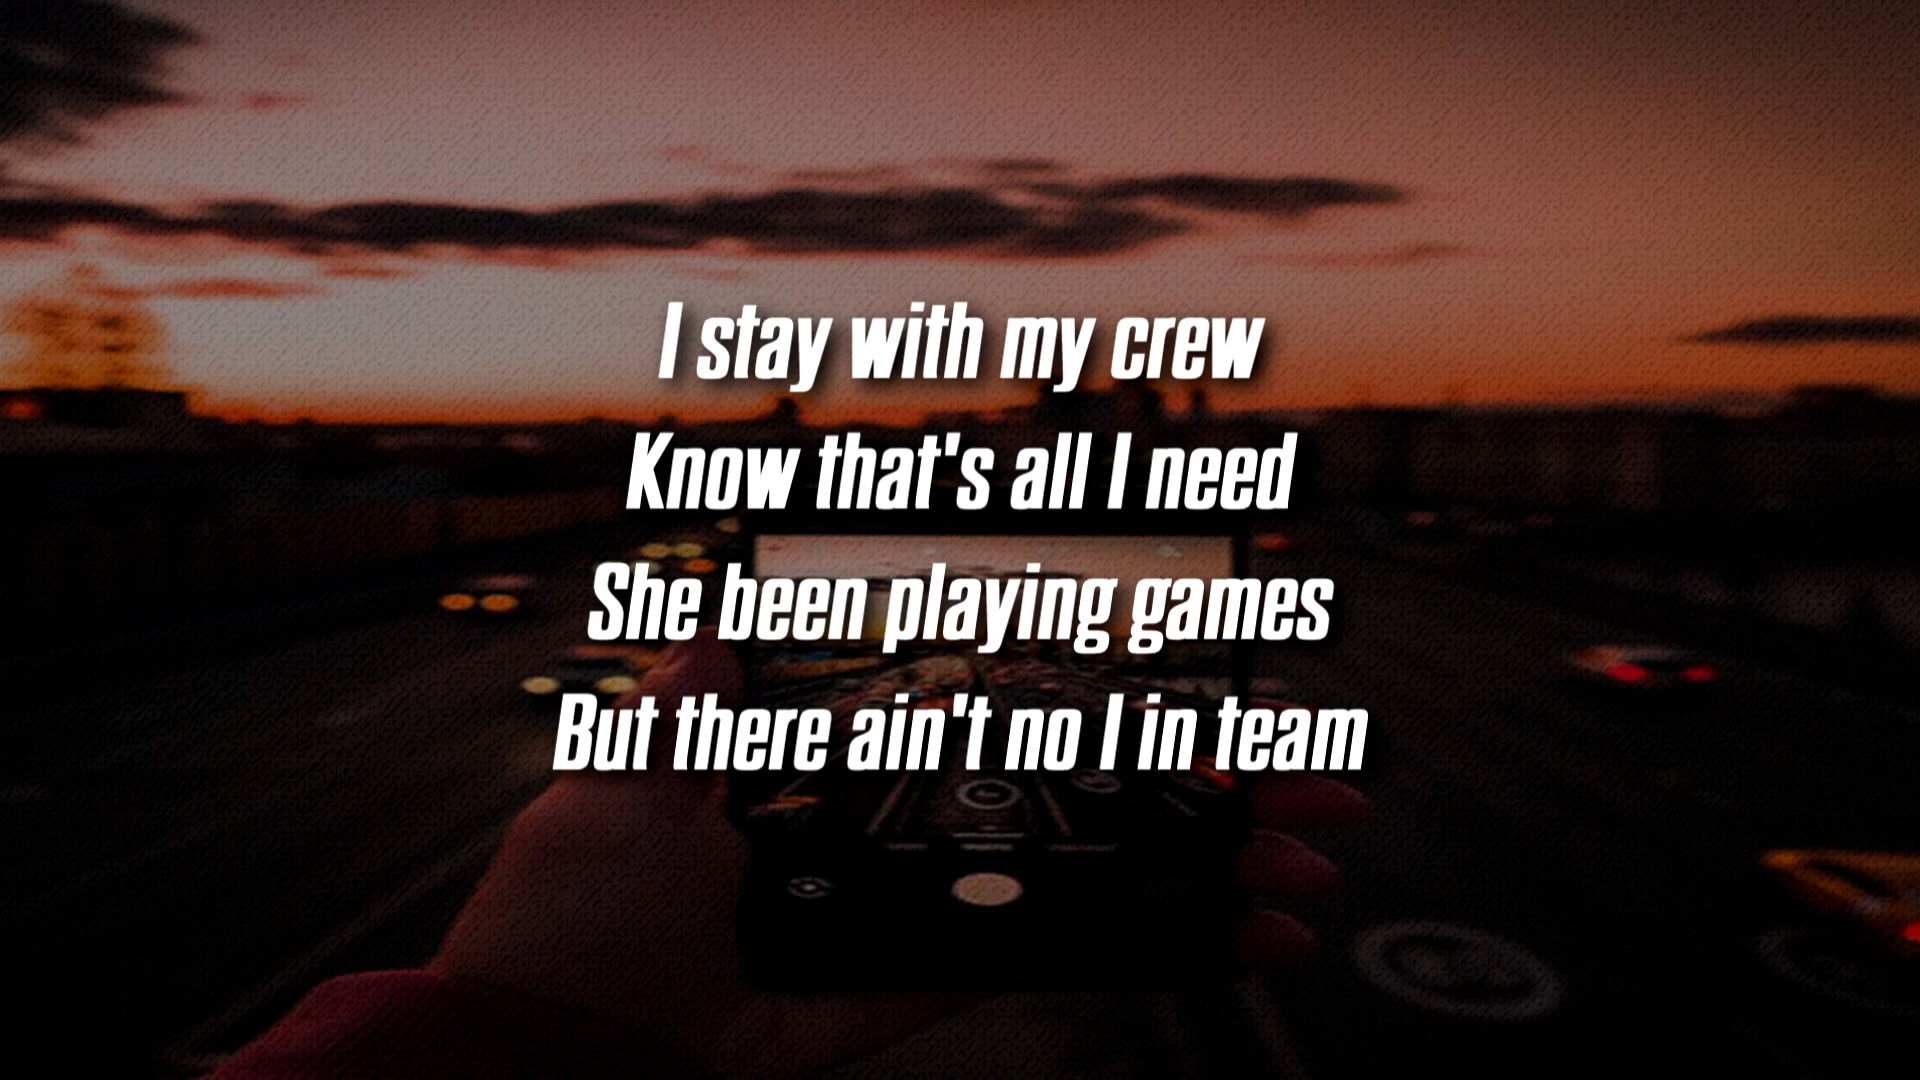 I stay with my crew
Know that's all I need
She been playing games
But there ain't no I in team